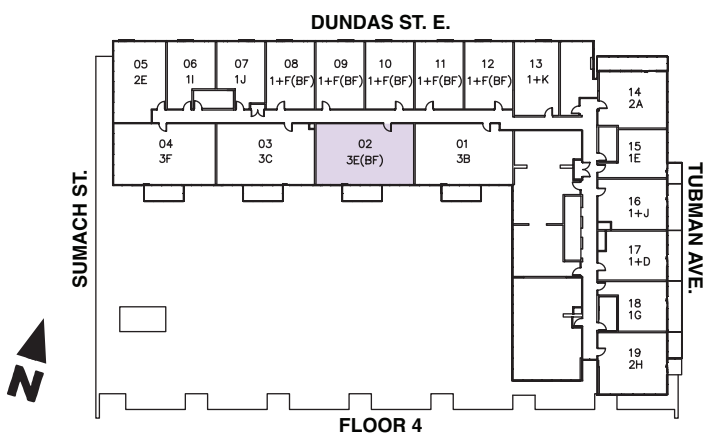 DUNDAS ST. E.
05
2E
06
1I
07
1J
08
1+F(BF)
09
1+F(BF)
10
1+F(BF)
11
1+F(BF)
12
1+F(BF)
13
1+K
14
2A
04
3F
03
3C
02
3E(BF)
01
3B
15
1E
16
1+J
17
1+D
18
1G
19
2H
SUMACH ST.
TUBMAN AVE.
N
FLOOR 4